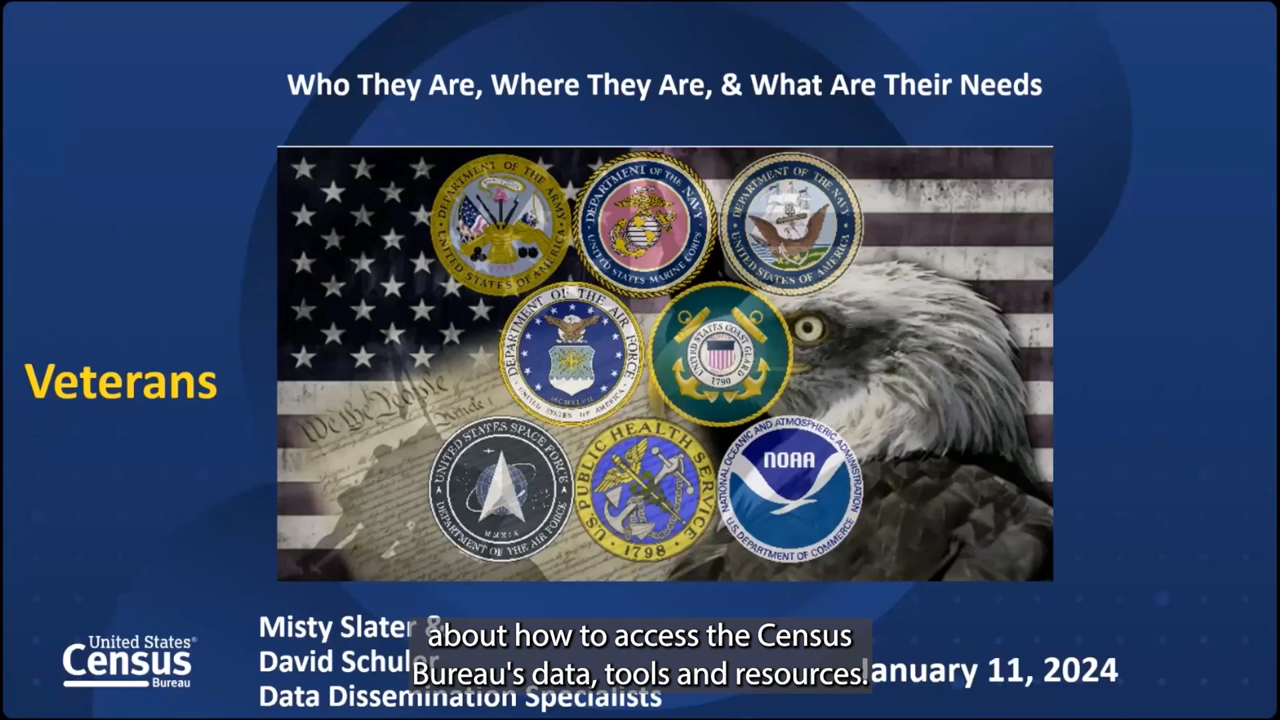 Who They Are, Where They Are, & What Are Their Needs
DEPARTMENT OF THE ARMY
UNITED STATES OF AMERICA
DEPARTMENT OF THE NAVY
UNITED STATES MARINE CORPS
DEPARTMENT OF THE NAVY
UNITED STATES OF AMERICA
DEPARTMENT OF THE AIR FORCE
UNITED STATES OF AMERICA
UNITED STATES COAST GUARD
1790
Veterans
We the People
Article
UNITED STATES SPACE FORCE
DEPARTMENT OF THE AIR FORCE
U.S. PUBLIC HEALTH SERVICE
1798
NATIONAL OCEANIC AND ATMOSPHERIC ADMINISTRATION
NOAA
U.S. DEPARTMENT OF COMMERCE
United States®
Census
Bureau
Misty Slater &
David Schuler
Data Dissemination Specialists
about how to access the Census
Bureau's data, tools and resources.
January 11, 2024